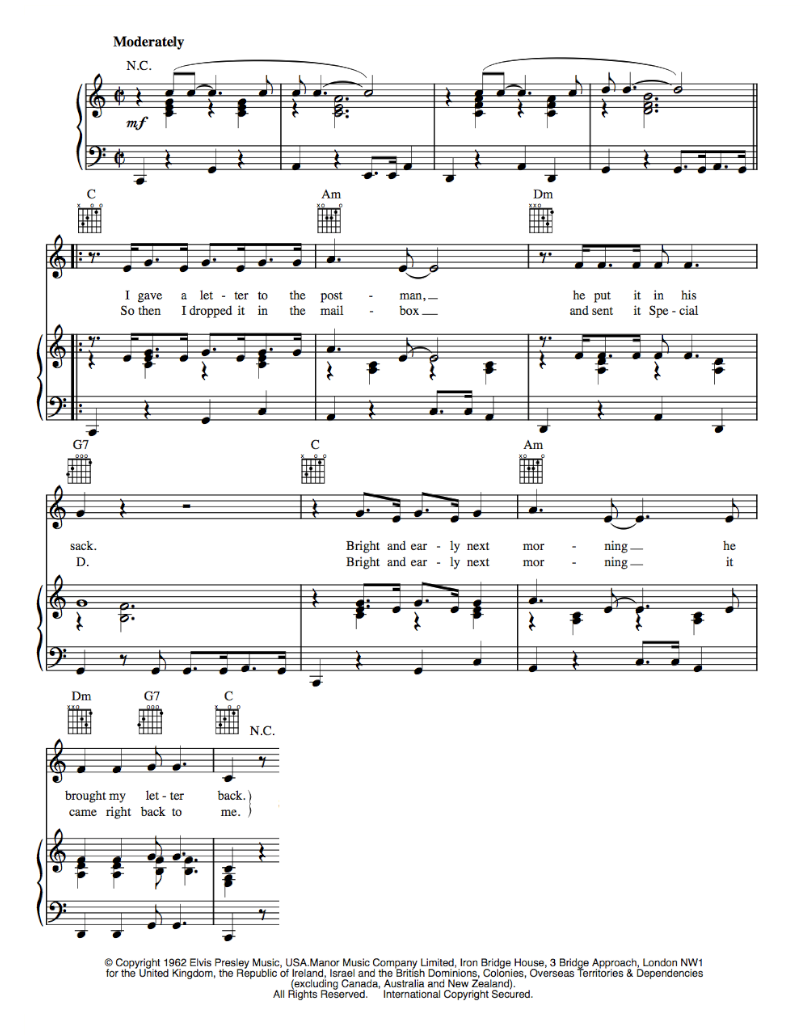 Moderately
N.C.
mf
C Am Dm
I gave a let - ter to the post - man, he put it in his
So then I dropped it in the mail - box and sent it Spe - cial
G7 C Am
sack. Bright and ear - ly next mor - ning he
D. Bright and ear - ly next mor - ning it
Dm G7 C N.C.
brought my let - ter back.)
came right back to me. )
© Copyright 1962 Elvis Presley Music, USA.Manor Music Company Limited, Iron Bridge House, 3 Bridge Approach, London NW1
for the United Kingdom, the Republic of Ireland, Israel and the British Dominions, Colonies, Overseas Territories & Dependencies
(excluding Canada, Australia and New Zealand).
All Rights Reserved. International Copyright Secured.